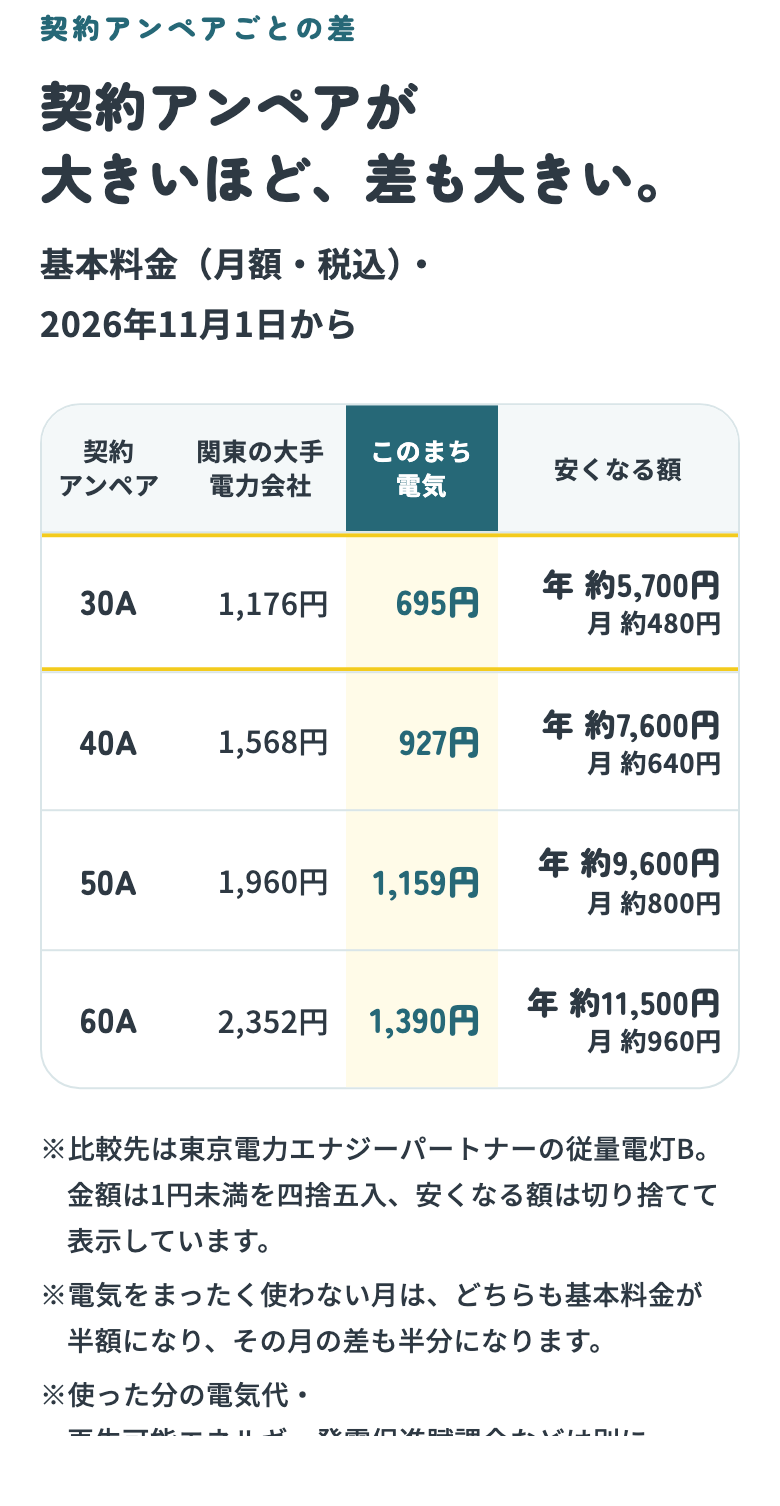 契約アンペアごとの差
契約アンペアが
大きいほど、差も大きい。
基本料金（月額・税込）・
2026年11月1日から
契約
アンペア
関東の大手
電力会社
このまち
電気
安くなる額
30A
1,176円
695円
年 約5,700円
月 約480円
40A
1,568円
927円
年 約7,600円
月 約640円
50A
1,960円
1,159円
年 約9,600円
月 約800円
60A
2,352円
1,390円
年 約11,500円
月 約960円
※比較先は東京電力エナジーパートナーの従量電灯B。
金額は1円未満を四捨五入、安くなる額は切り捨てて
表示しています。
※電気をまったく使わない月は、どちらも基本料金が
半額になり、その月の差も半分になります。
※使った分の電気代・